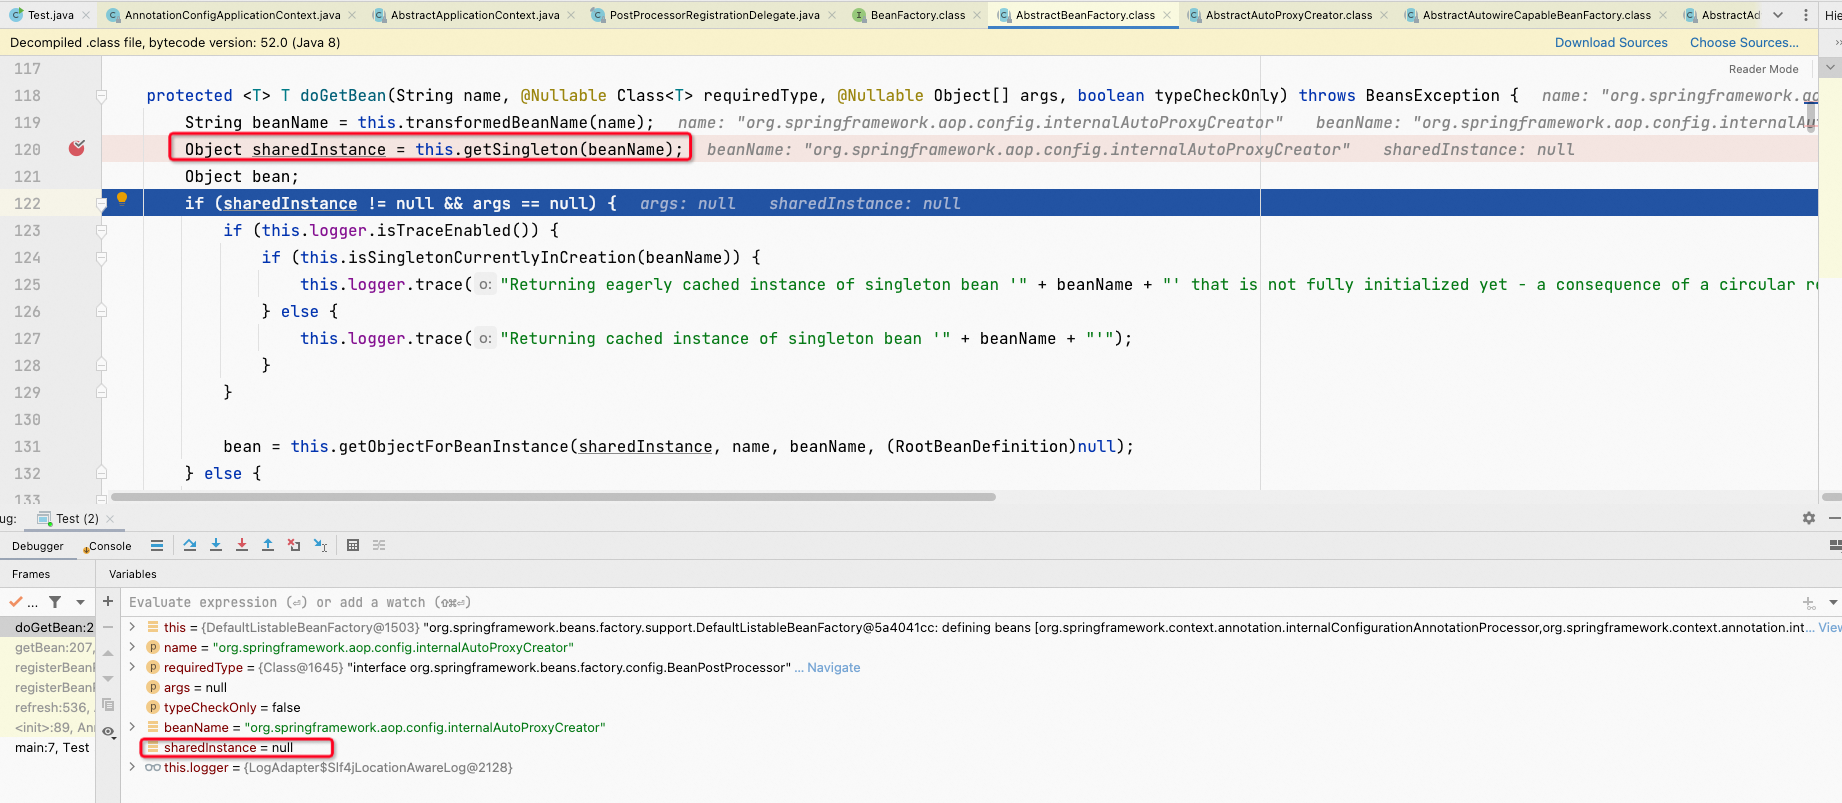 Test.java AnnotationConfigApplicationContext.java AbstractApplicationContext.java PostProcessorRegistrationDelegate.java BeanFactory.class AbstractBeanFactory.class AbstractAutoProxyCreator.class AbstractAutowireCapableBeanFactory.class AbstractAd Hie
Decompiled .class file, bytecode version: 52.0 (Java 8) Download Sources Choose Sources...
Reader Mode
117
118 protected <T> T doGetBean(String name, @Nullable Class<T> requiredType, @Nullable Object[] args, boolean typeCheckOnly) throws BeansException { name: "org.springframework.ao
119 String beanName = this.transformedBeanName(name); name: "org.springframework.aop.config.internalAutoProxyCreator" beanName: "org.springframework.aop.config.internalAu
120 Object sharedInstance = this.getSingleton(beanName); beanName: "org.springframework.aop.config.internalAutoProxyCreator" sharedInstance: null
121 Object bean;
122 if (sharedInstance != null && args == null) { args: null sharedInstance: null
123 if (this.logger.isTraceEnabled()) {
124 if (this.isSingletonCurrentlyInCreation(beanName)) {
125 this.logger.trace( o: "Returning eagerly cached instance of singleton bean '" + beanName + "' that is not fully initialized yet - a consequence of a circular re
126 } else {
127 this.logger.trace( o: "Returning cached instance of singleton bean '" + beanName + "'");
128 }
129 }
130
131 bean = this.getObjectForBeanInstance(sharedInstance, name, beanName, (RootBeanDefinition)null);
132 } else {
133
ug: Test (2)
Debugger Console
Frames Variables
... Evaluate expression (⏎) or add a watch (⇧⌘⏎)
doGetBean:2 this = {DefaultListableBeanFactory@1503} "org.springframework.beans.factory.support.DefaultListableBeanFactory@5a4041cc: defining beans [org.springframework.context.annotation.internalConfigurationAnnotationProcessor,org.springframework.context.annotation.int... View
getBean:207, name = "org.springframework.aop.config.internalAutoProxyCreator"
registerBeanF requiredType = {Class@1645} "interface org.springframework.beans.factory.config.BeanPostProcessor" ... Navigate
registerBeanF args = null
refresh:536, typeCheckOnly = false
<init>:89, Ann beanName = "org.springframework.aop.config.internalAutoProxyCreator"
main:7, Test sharedInstance = null
this.logger = {LogAdapter$Slf4jLocationAwareLog@2128}